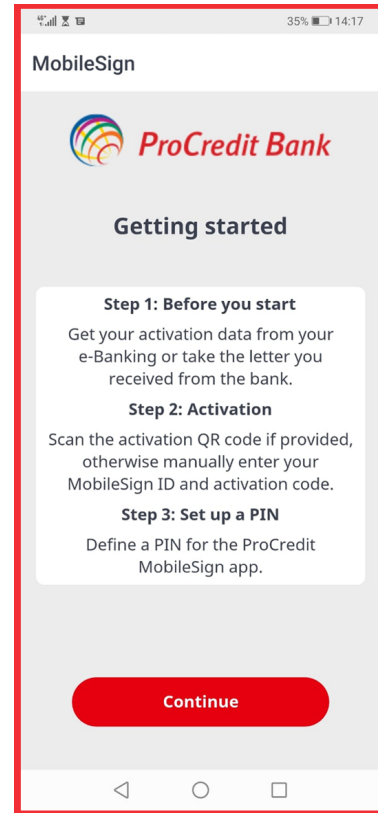 35% 14:17
MobileSign
ProCredit Bank
Getting started
Step 1: Before you start
Get your activation data from your
e-Banking or take the letter you
received from the bank.
Step 2: Activation
Scan the activation QR code if provided,
otherwise manually enter your
MobileSign ID and activation code.
Step 3: Set up a PIN
Define a PIN for the ProCredit
MobileSign app.
Continue